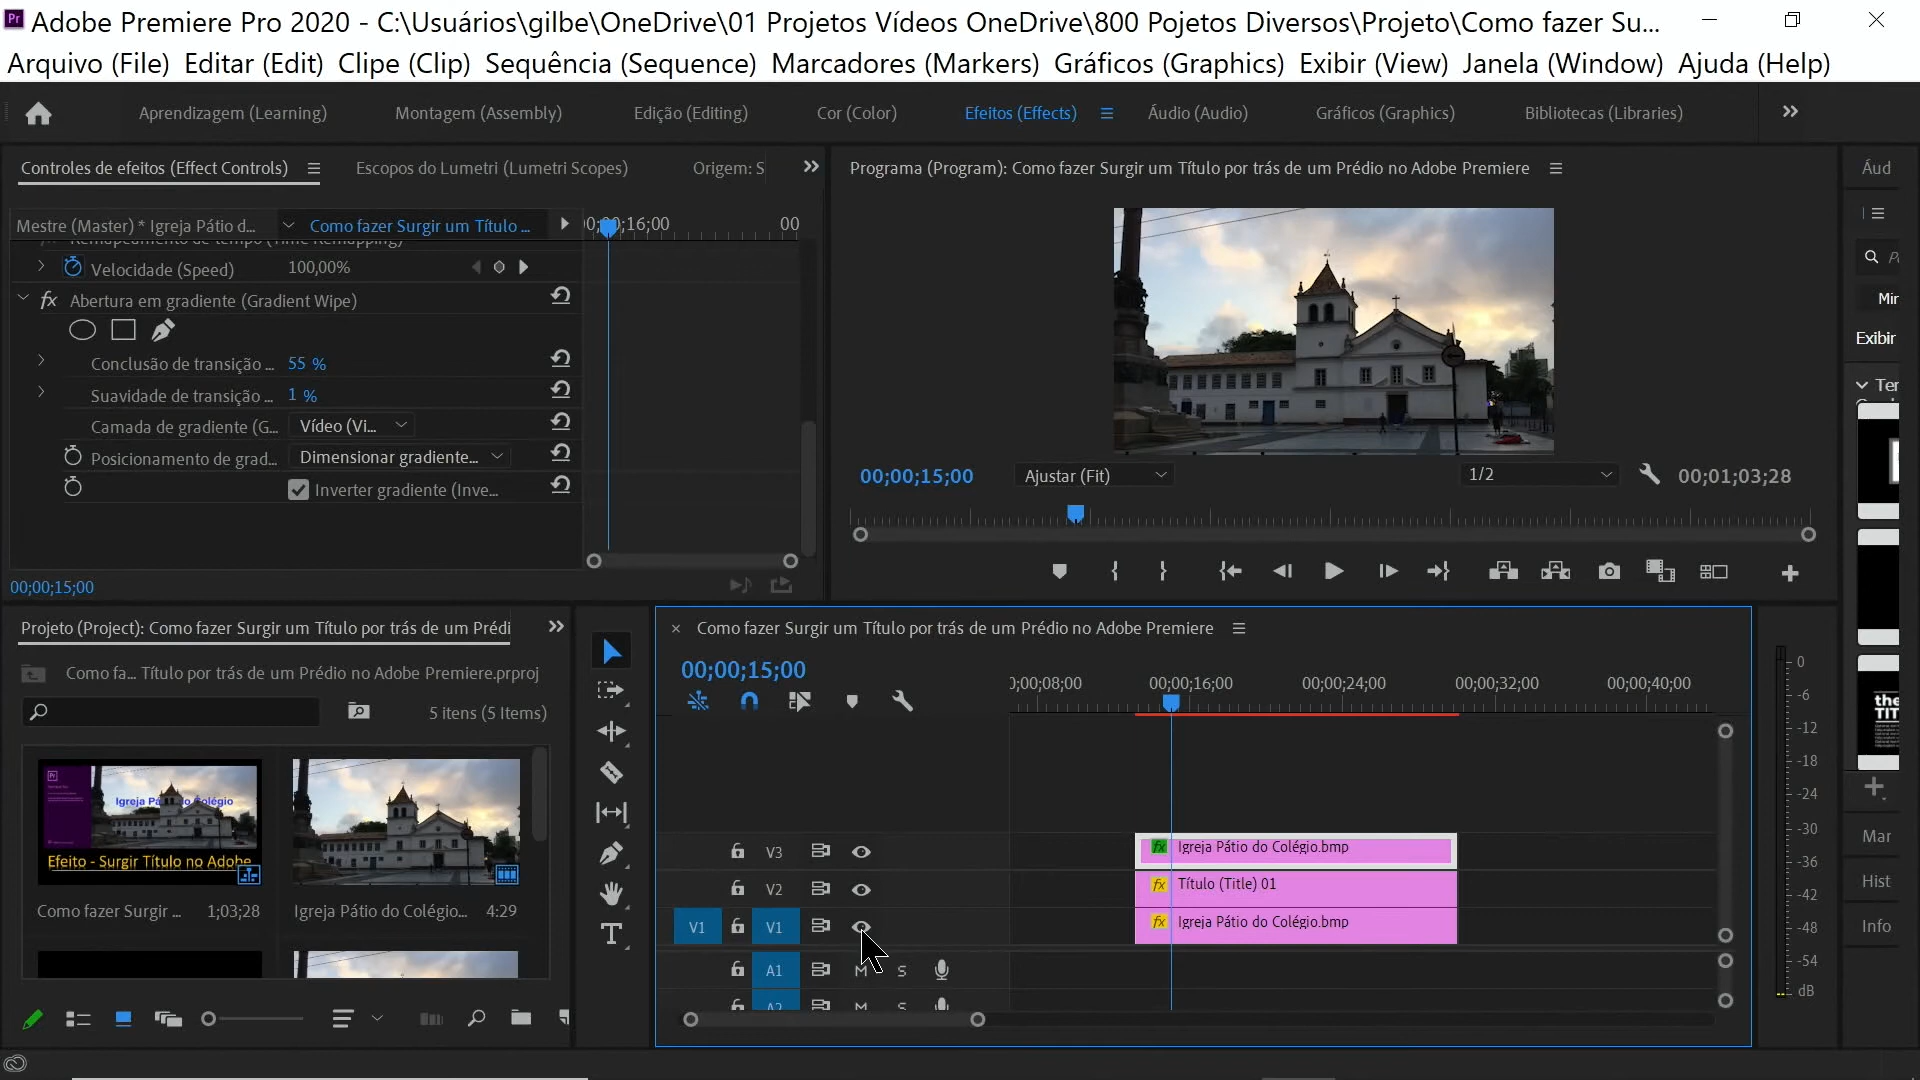 Adobe Premiere Pro 2020 - C:\Usuários\gilbe\OneDrive\01 Projetos Vídeos OneDrive\800 Pojetos Diversos\Projeto\Como fazer Su...
Arquivo (File) Editar (Edit) Clipe (Clip) Sequência (Sequence) Marcadores (Markers) Gráficos (Graphics) Exibir (View) Janela (Window) Ajuda (Help)
Aprendizagem (Learning) Montagem (Assembly) Edição (Editing) Cor (Color) Efeitos (Effects) Áudio (Audio) Gráficos (Graphics) Bibliotecas (Libraries)
Controles de efeitos (Effect Controls) Escopos do Lumetri (Lumetri Scopes) Origem: S
Programa (Program): Como fazer Surgir um Título por trás de um Prédio no Adobe Premiere
Áud
Mestre (Master) * Igreja Pátio d... Como fazer Surgir um Título ... 16;00 00
Remapeamento de tempo (Time Remapping)
Velocidade (Speed) 100,00%
fx Abertura em gradiente (Gradient Wipe)
Conclusão de transição ... 55 %
Suavidade de transição ... 1 %
Camada de gradiente (G... Vídeo (Vi...
Posicionamento de grad... Dimensionar gradiente...
Inverter gradiente (Inve...
00;00;15;00
00;00;15;00 Ajustar (Fit) 1/2 00;01;03;28
Min
Exibir
Ter
the
TIT
Mar
Hist
Info
Projeto (Project): Como fazer Surgir um Título por trás de um Prédi
Como fa... Título por trás de um Prédio no Adobe Premiere.prproj
5 itens (5 Items)
Igreja Pátio do Colégio
Efeito - Surgir Título no Adobe
Como fazer Surgir ... 1;03;28
Igreja Pátio do Colégio... 4:29
Como fazer Surgir um Título por trás de um Prédio no Adobe Premiere
00;00;15;00
;00;08;00 00;00;16;00 00;00;24;00 00;00;32;00 00;00;40;00
V3 fx Igreja Pátio do Colégio.bmp
V2 fx Título (Title) 01
V1 V1 fx Igreja Pátio do Colégio.bmp
A1 M S
A2 M S
0
-6
-12
-18
-24
-30
-36
-42
-48
-54
dB